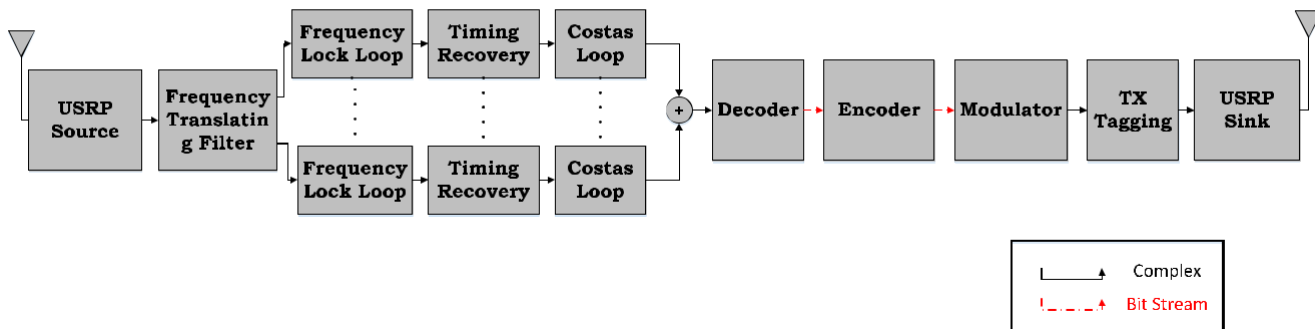 USRP
Source
Frequency
Translatin
g Filter
Frequency
Lock Loop
Timing
Recovery
Costas
Loop
Frequency
Lock Loop
Timing
Recovery
Costas
Loop
+
Decoder
Encoder
Modulator
TX
Tagging
USRP
Sink
Complex
Bit Stream